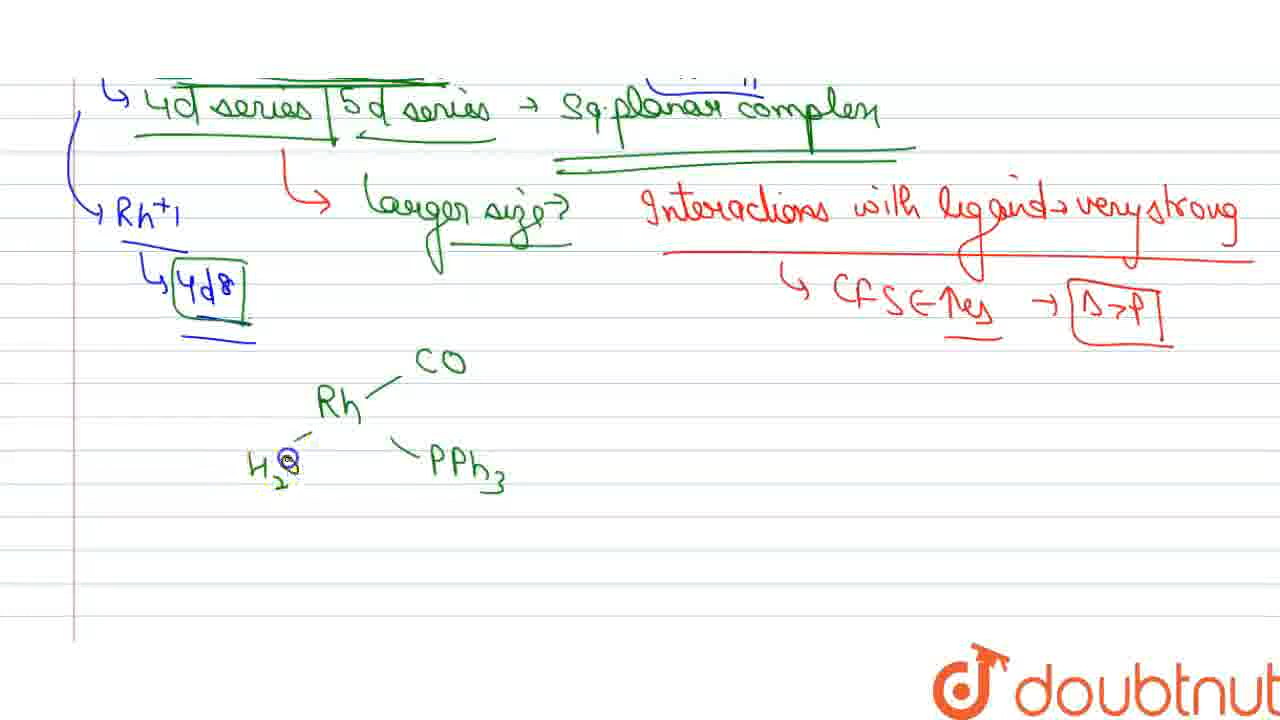 4d series | 5d series → Sq. planar complex
Rh⁺¹
Larger size → Interactions with ligand → very strong
4d⁸
CFSE ↑es → Δ>P
CO
Rh
H₂O
PPh₃
doubtnut